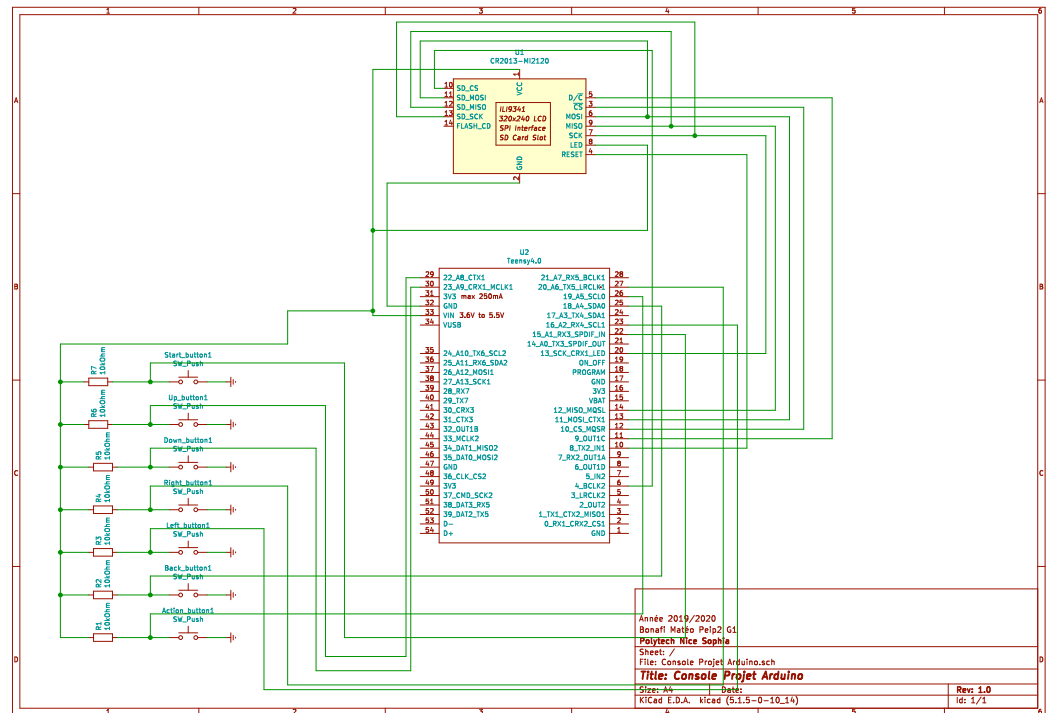 1 2 3 4 5 6
A A
B B
C C
D D
U1
CR2013-MI2120
1
VCC
10 SD_CS
11 SD_MOSI
12 SD_MISO
13 SD_SCK
14 FLASH_CD
ILI9341
320x240 LCD
SPI Interface
SD Card Slot
D/C 5
CS 3
MOSI 6
MISO 9
SCK 7
LED 8
RESET 4
GND
2
U2
Teensy4.0
29 22_A8_CTX1
30 23_A9_CRX1_MCLK1
31 3V3 max 250mA
32 GND
33 VIN 3.6V to 5.5V
34 VUSB
35 24_A10_TX6_SCL2
36 25_A11_RX6_SDA2
37 26_A12_MOSI1
38 27_A13_SCK1
39 28_RX7
40 29_TX7
41 30_CRX3
42 31_CTX3
43 32_OUT1B
44 33_MCLK2
45 34_DAT1_MISO2
46 35_DAT0_MOSI2
47 GND
48 36_CLK_CS2
49 3V3
50 37_CMD_SCK2
51 38_DAT3_RX5
52 39_DAT2_TX5
53 D-
54 D+
21_A7_RX5_BCLK1 28
20_A6_TX5_LRCLK1 27
19_A5_SCL0 26
18_A4_SDA0 25
17_A3_TX4_SDA1 24
16_A2_RX4_SCL1 23
15_A1_RX3_SPDIF_IN 22
14_A0_TX3_SPDIF_OUT 21
13_SCK_CRX1_LED 20
ON_OFF 19
PROGRAM 18
GND 17
3V3 16
VBAT 15
12_MISO_MQSL 14
11_MOSI_CTX1 13
10_CS_MQSR 12
9_OUT1C 11
8_TX2_IN1 10
7_RX2_OUT1A 9
6_OUT1D 8
5_IN2 7
4_BCLK2 6
3_LRCLK2 5
2_OUT2 4
1_TX1_CTX2_MISO1 3
0_RX1_CRX2_CS1 2
GND 1
R7
10kOhm
Start_button1
SW_Push
R6
10kOhm
Up_button1
SW_Push
R5
10kOhm
Down_button1
SW_Push
R4
10kOhm
Right_button1
SW_Push
R3
10kOhm
Left_button1
SW_Push
R2
10kOhm
Back_button1
SW_Push
R1
10kOhm
Action_button1
SW_Push
Année 2019/2020
Bonafi Matéo Peip2 G1
Polytech Nice Sophia
Sheet: /
File: Console Projet Arduino.sch
Title: Console Projet Arduino
Size: A4 Date: Rev: 1.0
KiCad E.D.A. kicad (5.1.5-0-10_14) Id: 1/1
1 2 3 4 5 6